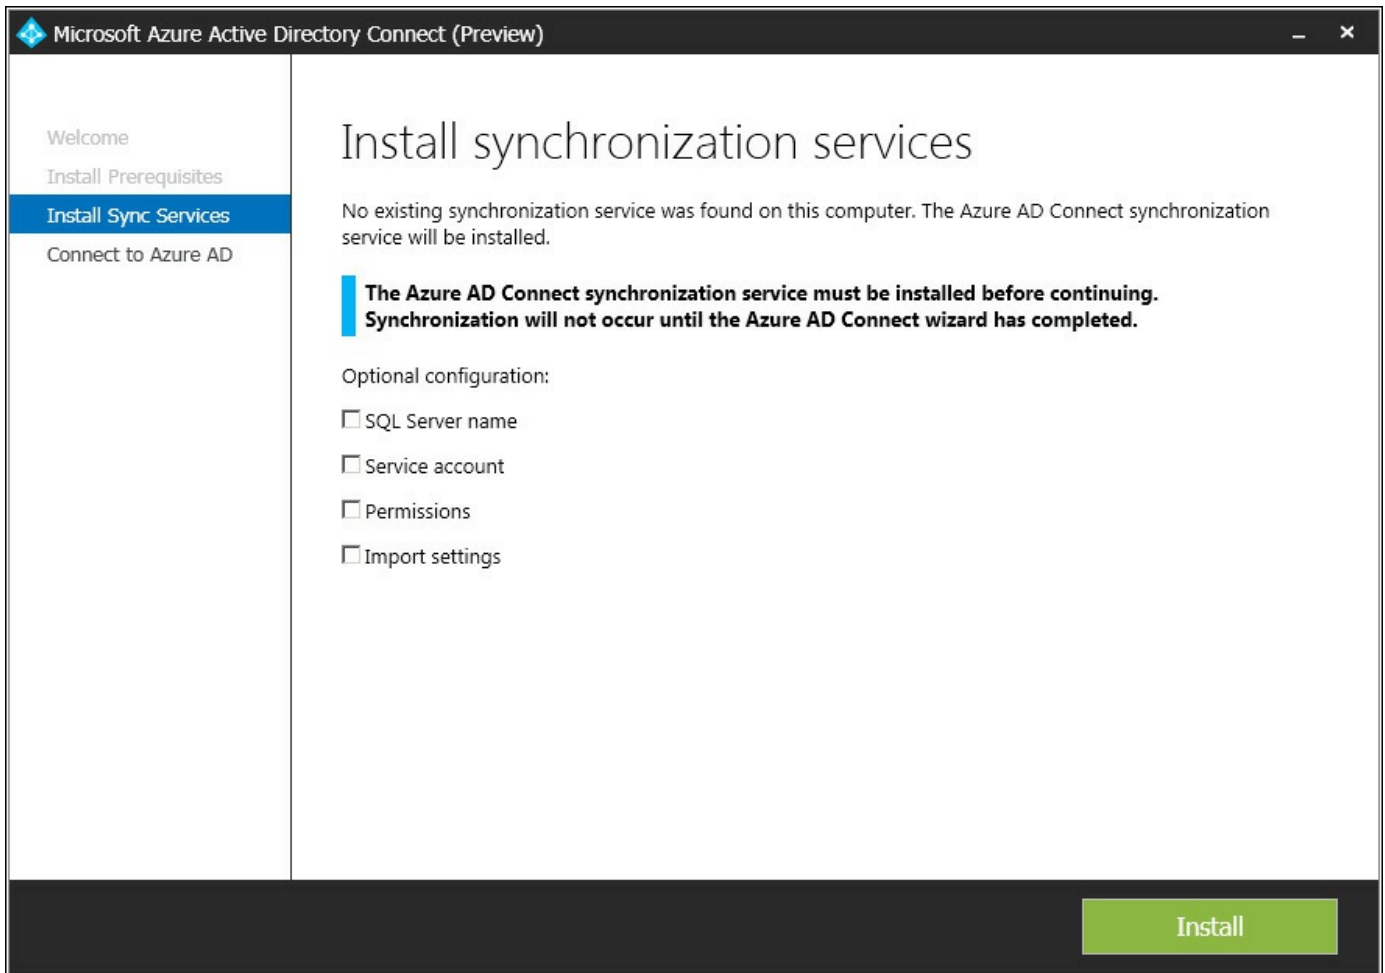 Microsoft Azure Active Directory Connect (Preview)
Welcome
Install Prerequisites
Install Sync Services
Connect to Azure AD
Install synchronization services
No existing synchronization service was found on this computer. The Azure AD Connect synchronization
service will be installed.
The Azure AD Connect synchronization service must be installed before continuing.
Synchronization will not occur until the Azure AD Connect wizard has completed.
Optional configuration:
SQL Server name
Service account
Permissions
Import settings
Install